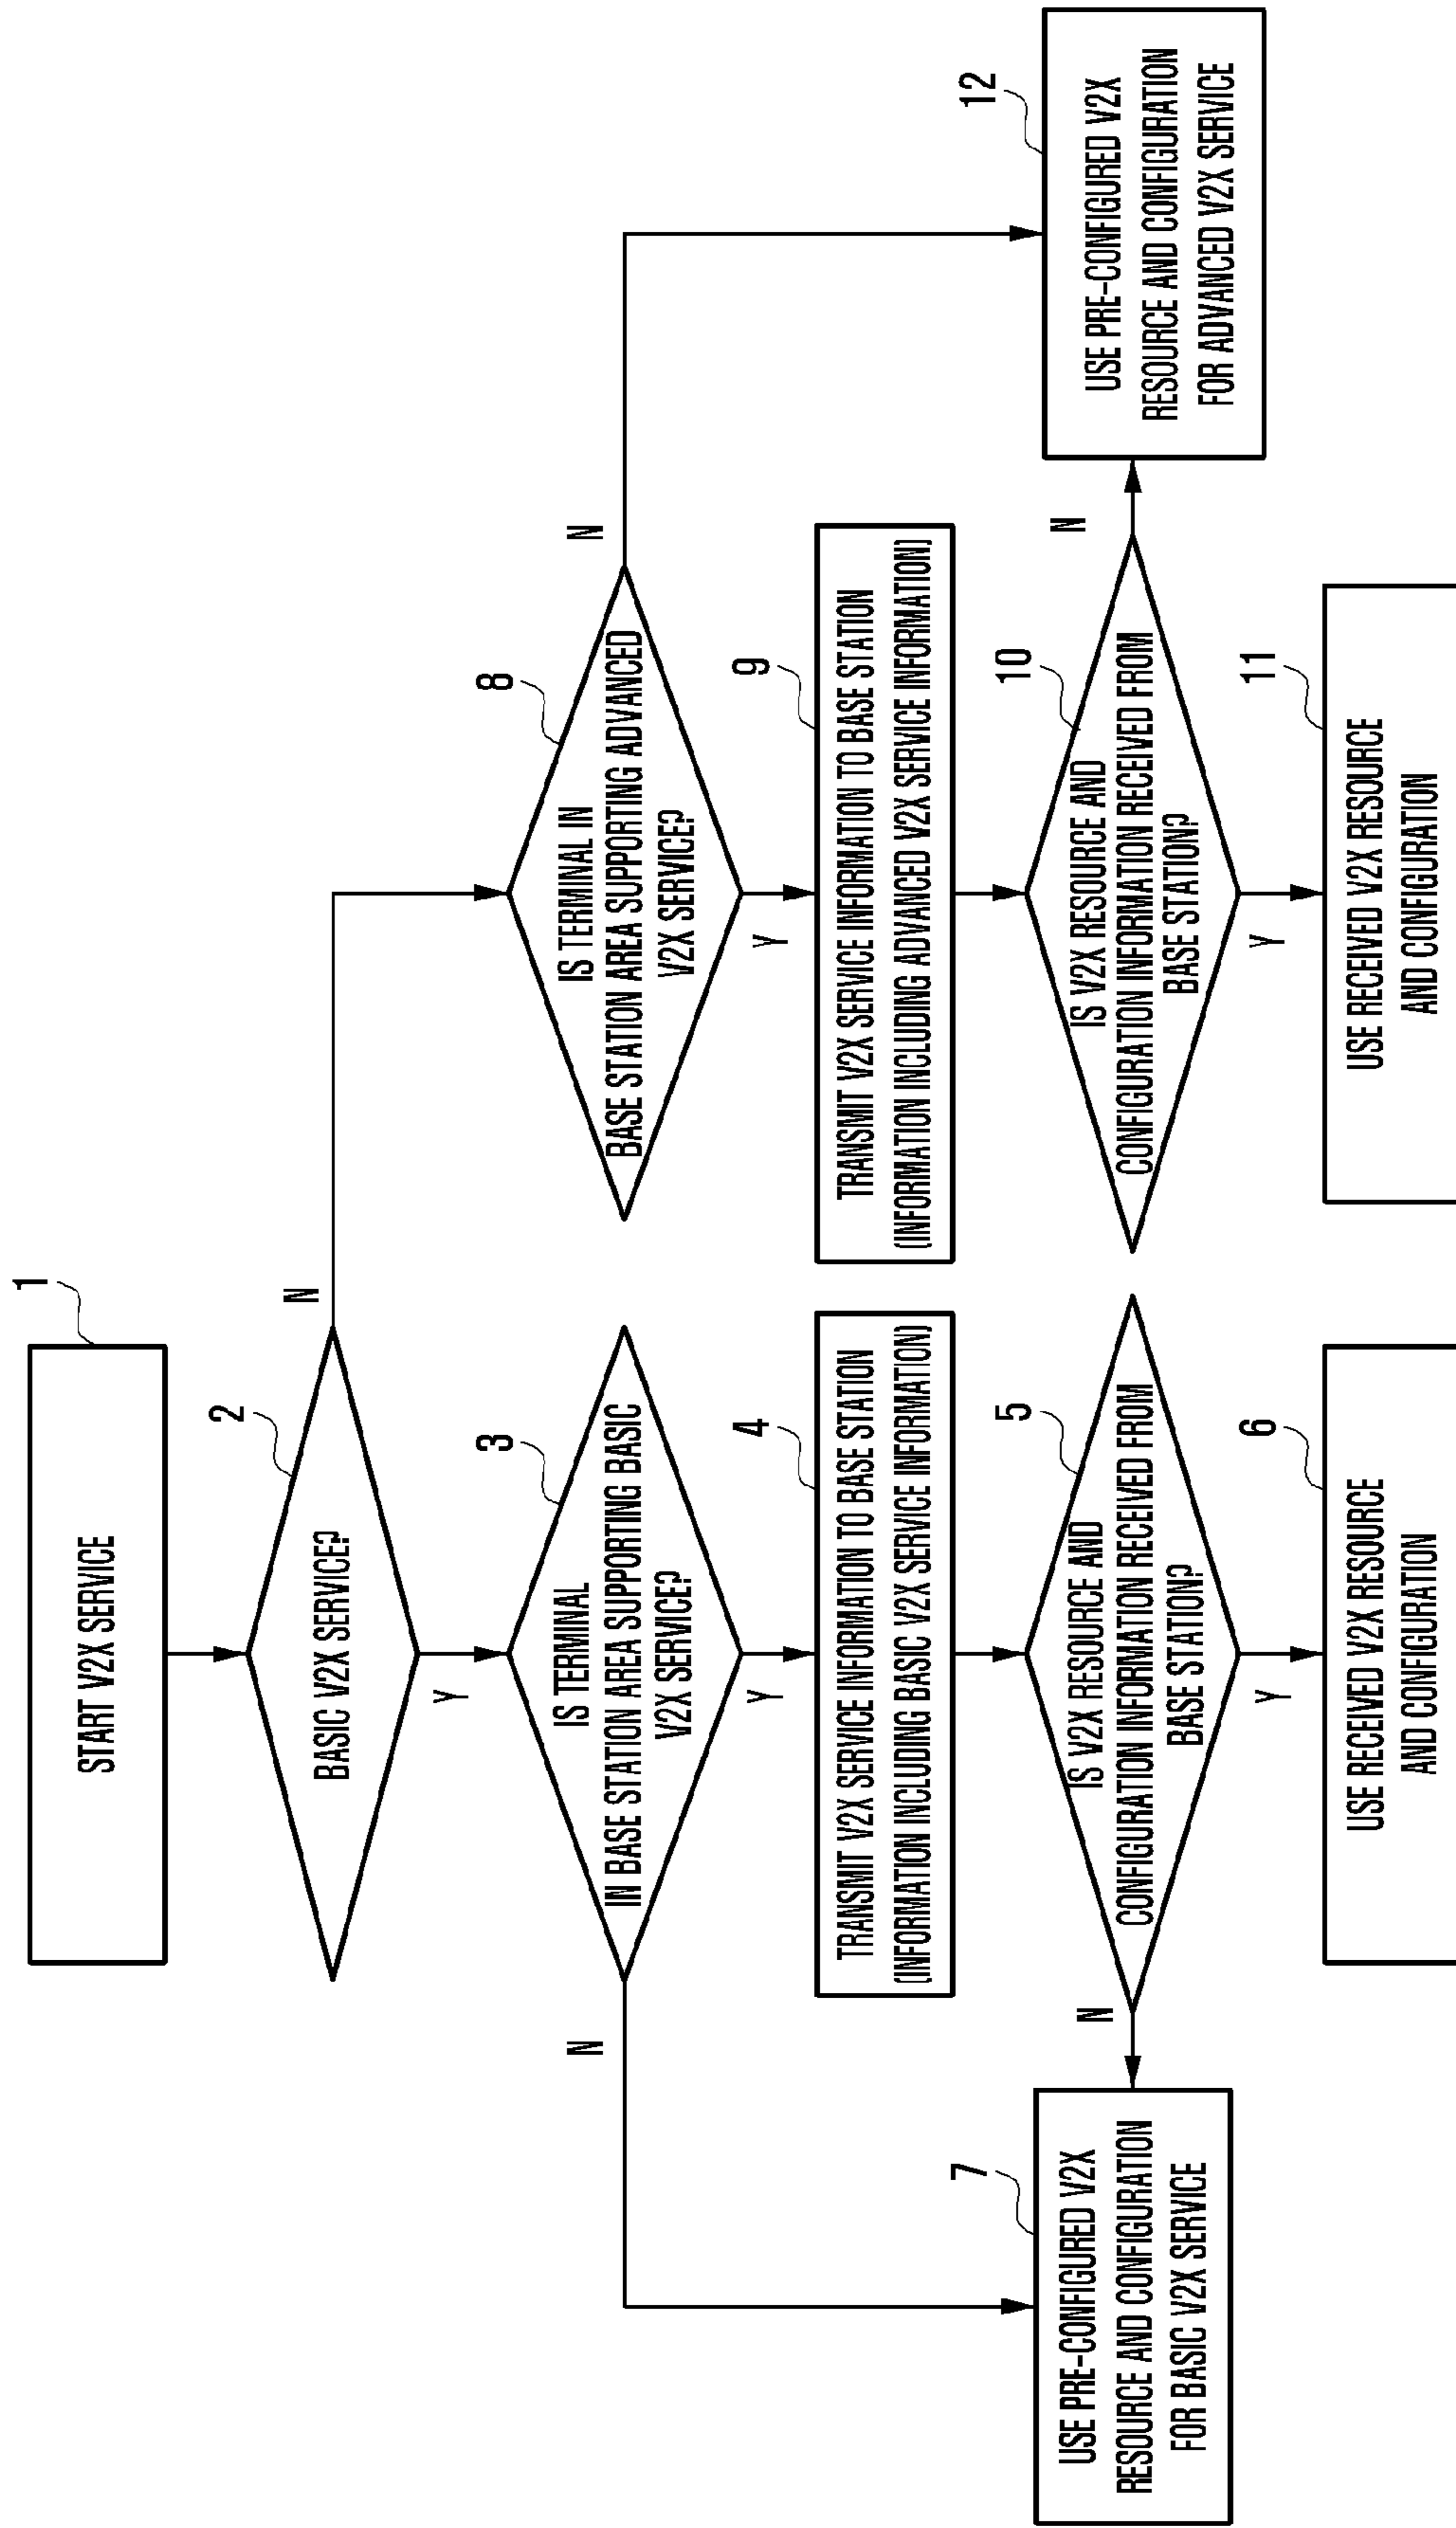 1
START V2X SERVICE
2
BASIC V2X SERVICE?
N
Y
3
IS TERMINAL
IN BASE STATION AREA SUPPORTING BASIC
V2X SERVICE?
N
Y
4
TRANSMIT V2X SERVICE INFORMATION TO BASE STATION
(INFORMATION INCLUDING BASIC V2X SERVICE INFORMATION)
5
IS V2X RESOURCE AND
CONFIGURATION INFORMATION RECEIVED FROM
BASE STATION?
N
Y
6
USE RECEIVED V2X RESOURCE
AND CONFIGURATION
7
USE PRE-CONFIGURED V2X
RESOURCE AND CONFIGURATION
FOR BASIC V2X SERVICE
8
IS TERMINAL IN
BASE STATION AREA SUPPORTING ADVANCED
V2X SERVICE?
N
Y
9
TRANSMIT V2X SERVICE INFORMATION TO BASE STATION
(INFORMATION INCLUDING ADVANCED V2X SERVICE INFORMATION)
10
IS V2X RESOURCE AND
CONFIGURATION INFORMATION RECEIVED FROM
BASE STATION?
N
Y
11
USE RECEIVED V2X RESOURCE
AND CONFIGURATION
12
USE PRE-CONFIGURED V2X
RESOURCE AND CONFIGURATION
FOR ADVANCED V2X SERVICE